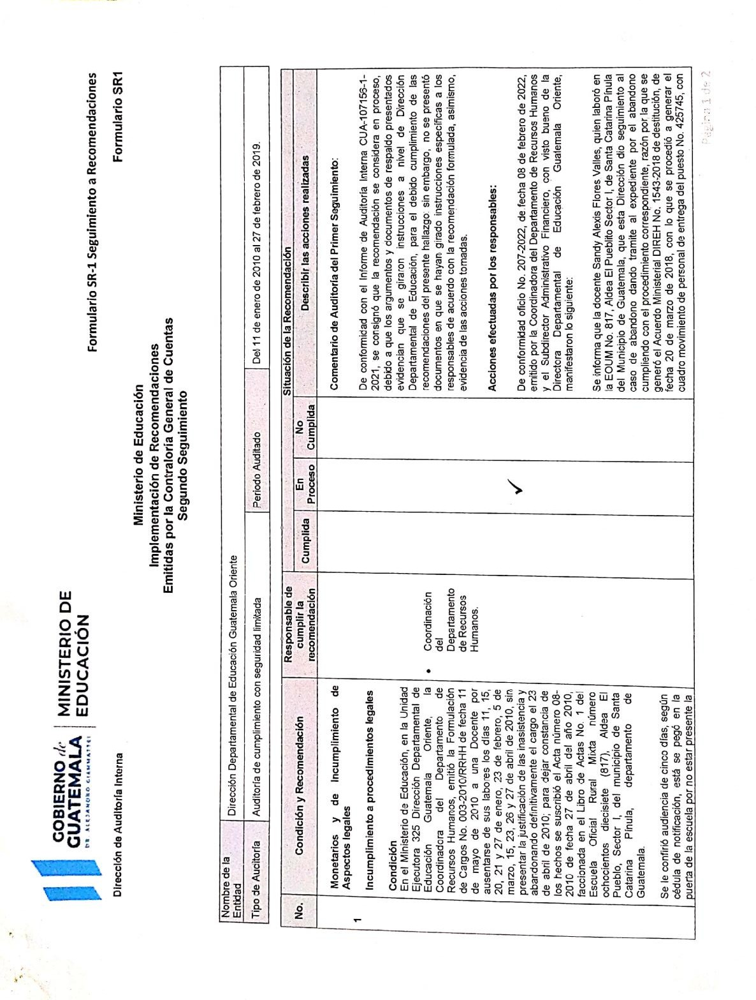 GOBIERNO de
GUATEMALA
DR. ALEJANDRO GIAMMATTEI
MINISTERIO DE
EDUCACIÓN
Dirección de Auditoría Interna
Formulario SR-1 Seguimiento a Recomendaciones
Formulario SR1
Ministerio de Educación
Implementación de Recomendaciones
Emitidas por la Contraloría General de Cuentas
Segundo Seguimiento
Nombre de la
Entidad
Dirección Departamental de Educación Guatemala Oriente
Tipo de Auditoría
Auditoría de cumplimiento con seguridad limitada
Periodo Auditado
Del 11 de enero de 2010 al 27 de febrero de 2019.
No.
Condición y Recomendación
Responsable de
cumplir la
recomendación
Situación de la Recomendación
Cumplida
En
Proceso
No
Cumplida
Describir las acciones realizadas
1
Monetarios y de Incumplimiento de
Aspectos legales
Incumplimiento a procedimientos legales
Condición
En el Ministerio de Educación, en la Unidad
Ejecutora 325 Dirección Departamental de
Educación Guatemala Oriente, la
Coordinadora del Departamento de
Recursos Humanos, emitió la Formulación
de Cargos No. 003-2010/RRHH de fecha 11
de mayo de 2010 a una Docente por
ausentarse de sus labores los días 11, 15,
20, 21 y 27 de enero, 23 de febrero, 5 de
marzo, 15, 23, 26 y 27 de abril de 2010, sin
presentar la justificación de las inasistencia y
abandonando definitivamente el cargo el 23
de abril de 2010; para dejar constancia de
los hechos se suscribió el Acta número 08-
2010 de fecha 27 de abril del año 2010,
faccionada en el Libro de Actas No. 1 del
Escuela Oficial Rural Mixta número
ochocientos diecisiete (817), Aldea El
Pueblo, Sector I, del municipio de Santa
Catarina Pínula, departamento de
Guatemala.
Se le confirió audiencia de cinco días, según
cédula de notificación, está se pegó en la
puerta de la escuela por no estar presente la
• Coordinación
del
Departamento
de Recursos
Humanos.
✓
Comentario de Auditoría del Primer Seguimiento:
De conformidad con el Informe de Auditoría Interna CUA-107156-1-
2021, se consignó que la recomendación se considera en proceso,
debido a que los argumentos y documentos de respaldo presentados
evidencian que se giraron instrucciones a nivel de Dirección
Departamental de Educación, para el debido cumplimiento de las
recomendaciones del presente hallazgo: sin embargo, no se presentó
documentos en que se hayan girado instrucciones específicas a los
responsables de acuerdo con la recomendación formulada, asimismo,
evidencia de las acciones tomadas.
Acciones efectuadas por los responsables:
De conformidad oficio No. 207-2022, de fecha 08 de febrero de 2022,
emitido por la Coordinadora del Departamento de Recursos Humanos
y el Subdirector Administrativo Financiero, con visto bueno de la
Directora Departamental de Educación Guatemala Oriente,
manifestaron lo siguiente:
Se informa que la docente Sandy Alexis Flores Valles, quien laboró en
la EOUM No. 817, Aldea El Pueblito Sector I, de Santa Catarina Pínula
del Municipio de Guatemala, que esta Dirección dio seguimiento al
caso de abandono dando tramite al expediente por el abandono
cumpliendo con el procedimiento correspondiente, razón por la que se
generó el Acuerdo Ministerial DIREH No. 1543-2018 de destitución, de
fecha 20 de marzo de 2018, con lo que se procedió a generar el
cuadro movimiento de personal de entrega del puesto No. 425745, con
Página 1 de 2